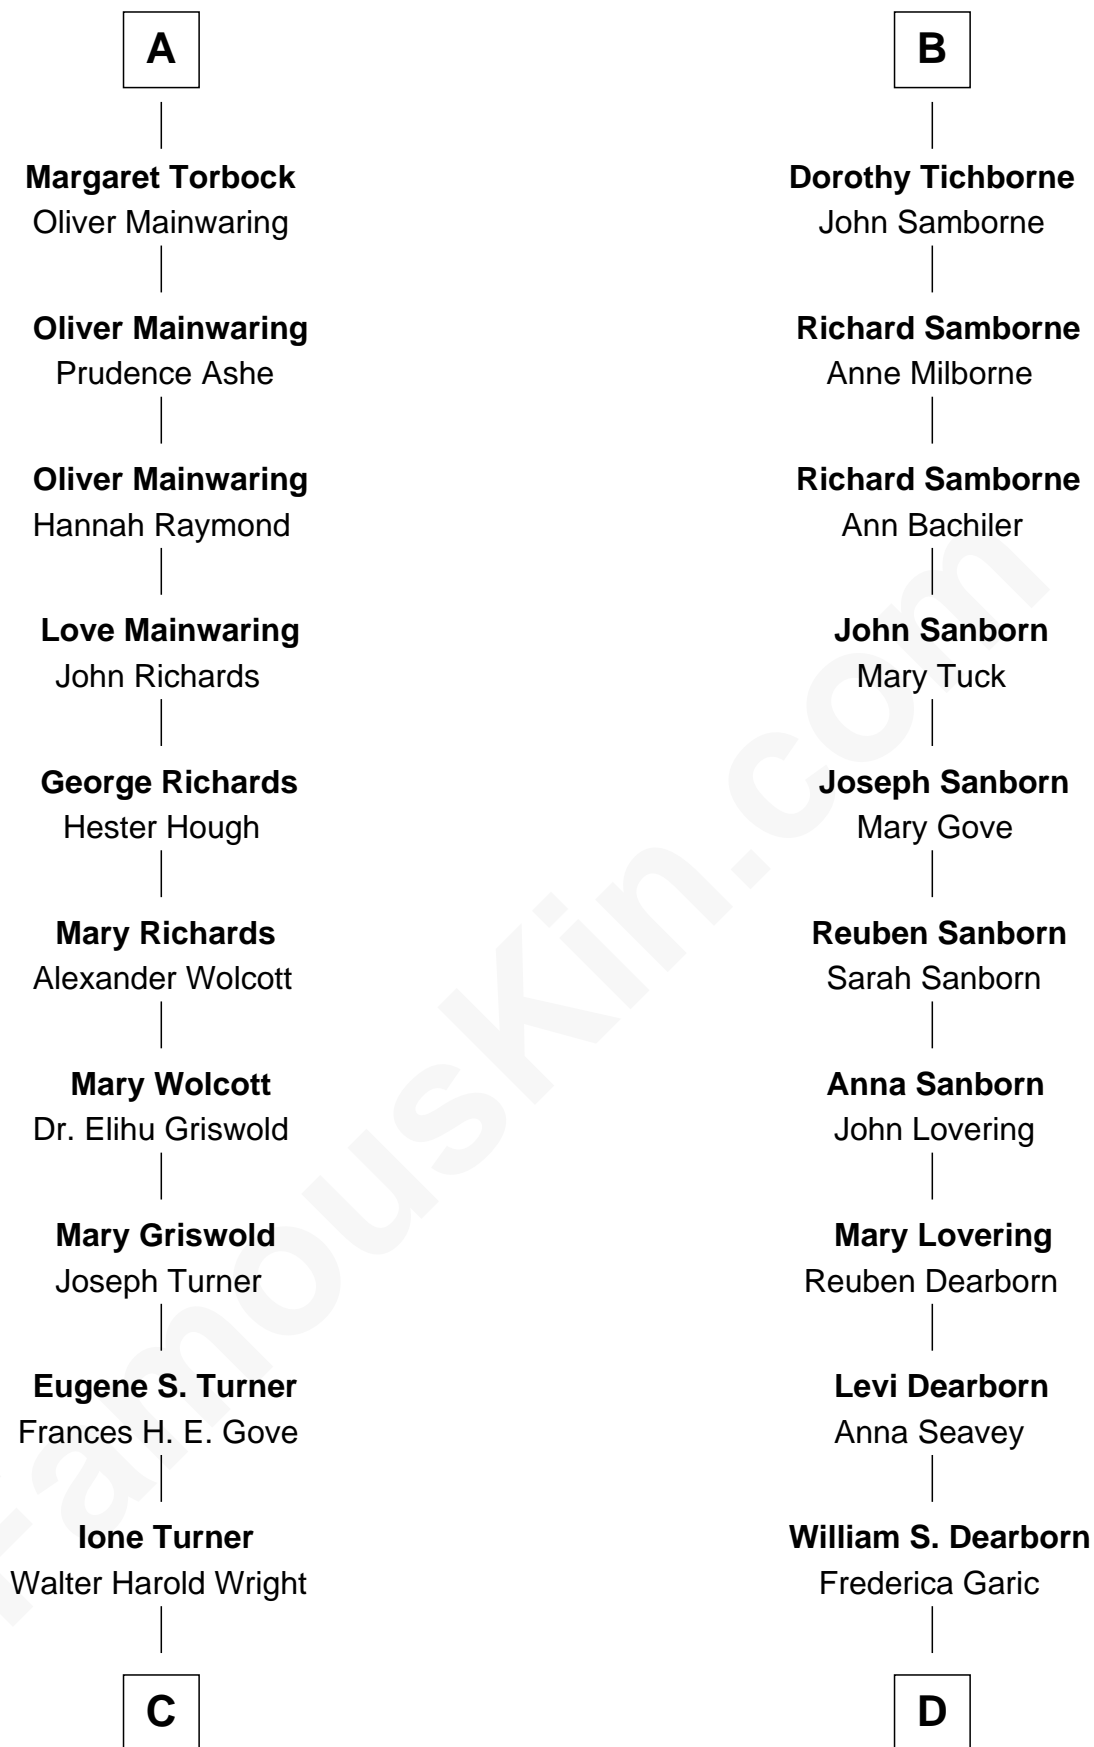 A
Margaret Torbock
Oliver Mainwaring
Oliver Mainwaring
Prudence Ashe
Oliver Mainwaring
Hannah Raymond
Love Mainwaring
John Richards
George Richards
Hester Hough
Mary Richards
Alexander Wolcott
Mary Wolcott
Dr. Elihu Griswold
Mary Griswold
Joseph Turner
Eugene S. Turner
Frances H. E. Gove
Ione Turner
Walter Harold Wright
C
B
Dorothy Tichborne
John Samborne
Richard Samborne
Anne Milborne
Richard Samborne
Ann Bachiler
John Sanborn
Mary Tuck
Joseph Sanborn
Mary Gove
Reuben Sanborn
Sarah Sanborn
Anna Sanborn
John Lovering
Mary Lovering
Reuben Dearborn
Levi Dearborn
Anna Seavey
William S. Dearborn
Frederica Garic
D
FamousKin.com